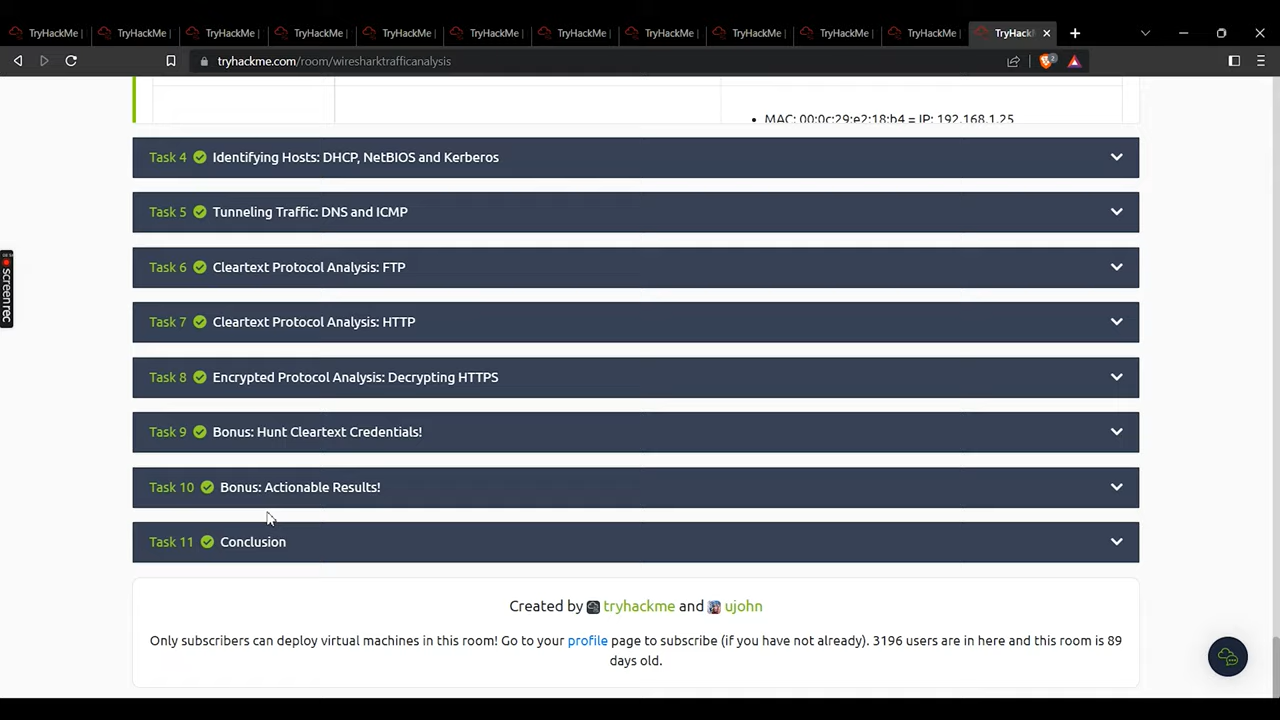 TryHackMe | TryHackMe TryHackMe | TryHackMe | TryHackMe | TryHackMe | TryHackMe | TryHackMe | TryHackMe | TryHackMe | TryHackMe | TryHackM
tryhackme.com/room/wiresharktrafficanalysis
2
MAC: 00:0c:29:e2:18:b4 = IP: 192.168.1.25
Task 4 Identifying Hosts: DHCP, NetBIOS and Kerberos
Task 5 Tunneling Traffic: DNS and ICMP
Task 6 Cleartext Protocol Analysis: FTP
screen rec
Task 7 Cleartext Protocol Analysis: HTTP
Task 8 Encrypted Protocol Analysis: Decrypting HTTPS
Task 9 Bonus: Hunt Cleartext Credentials!
Task 10 Bonus: Actionable Results!
Task 11 Conclusion
Created by tryhackme and ujohn
Only subscribers can deploy virtual machines in this room! Go to your profile page to subscribe (if you have not already). 3196 users are in here and this room is 89
days old.